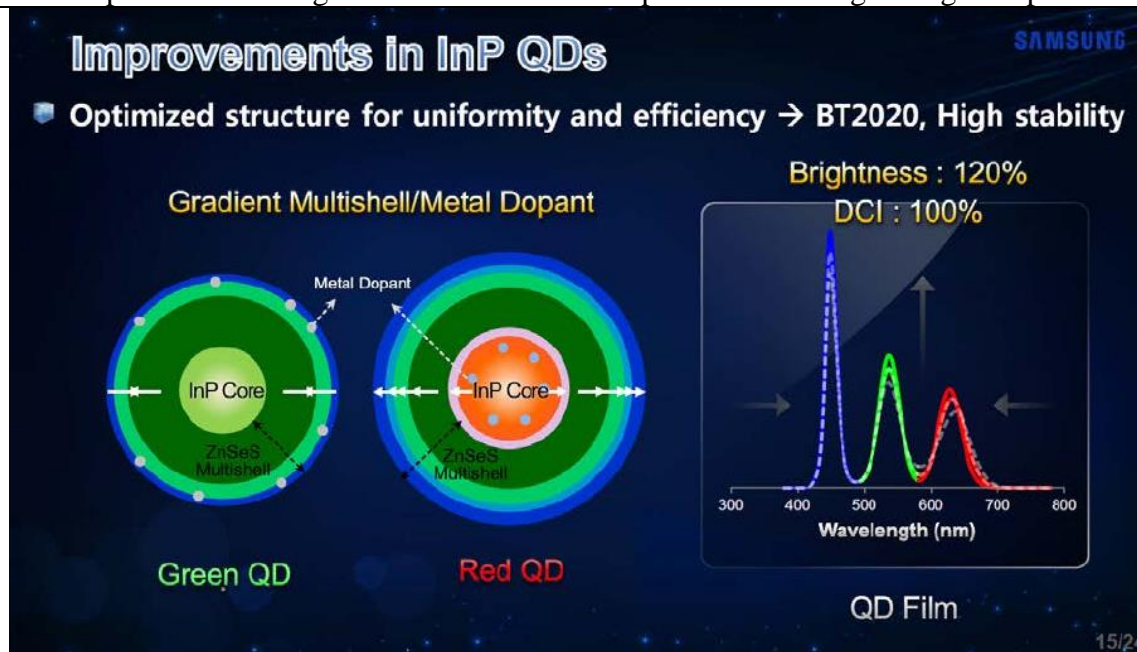 SAMSUNG
Improvements in InP QDs
Optimized structure for uniformity and efficiency → BT2020, High stability
Gradient Multishell/Metal Dopant
Brightness : 120%
DCI : 100%
Metal Dopant
InP Core
InP Core
ZnSeS
Multishell
ZnSeS
Multishell
300 400 500 600 700 800
Wavelength (nm)
Green QD
Red QD
QD Film